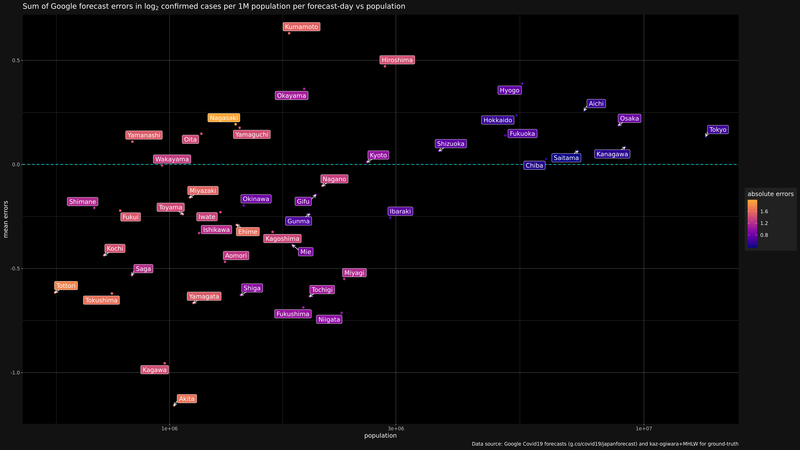 Sum of Google forecast errors in log₂ confirmed cases per 1M population per forecast-day vs population
Kumamoto
0.5
Hiroshima
Hyogo
Okayama
Aichi
Nagasaki
Hokkaido
Osaka
Yamanashi
Oita
Yamaguchi
Fukuoka
Tokyo
Shizuoka
Kyoto
Kanagawa
Wakayama
Saitama
0.0
Chiba
Nagano
Miyazaki
Shimane
Okinawa
Gifu
Toyama
Ibaraki
Fukui
Iwate
Gunma
Ishikawa
Ehime
Kagoshima
Kochi
Mie
Aomori
Saga
-0.5
Miyagi
Tottori
Shiga
Tochigi
Tokushima
Yamagata
Fukushima
Niigata
Kagawa
-1.0
Akita
mean errors
absolute errors
1.6
1.2
0.8
1e+06
3e+06
1e+07
population
Data source: Google Covid19 forecasts (g.co/covid19/japanforecast) and kaz-ogiwara+MHLW for ground-truth